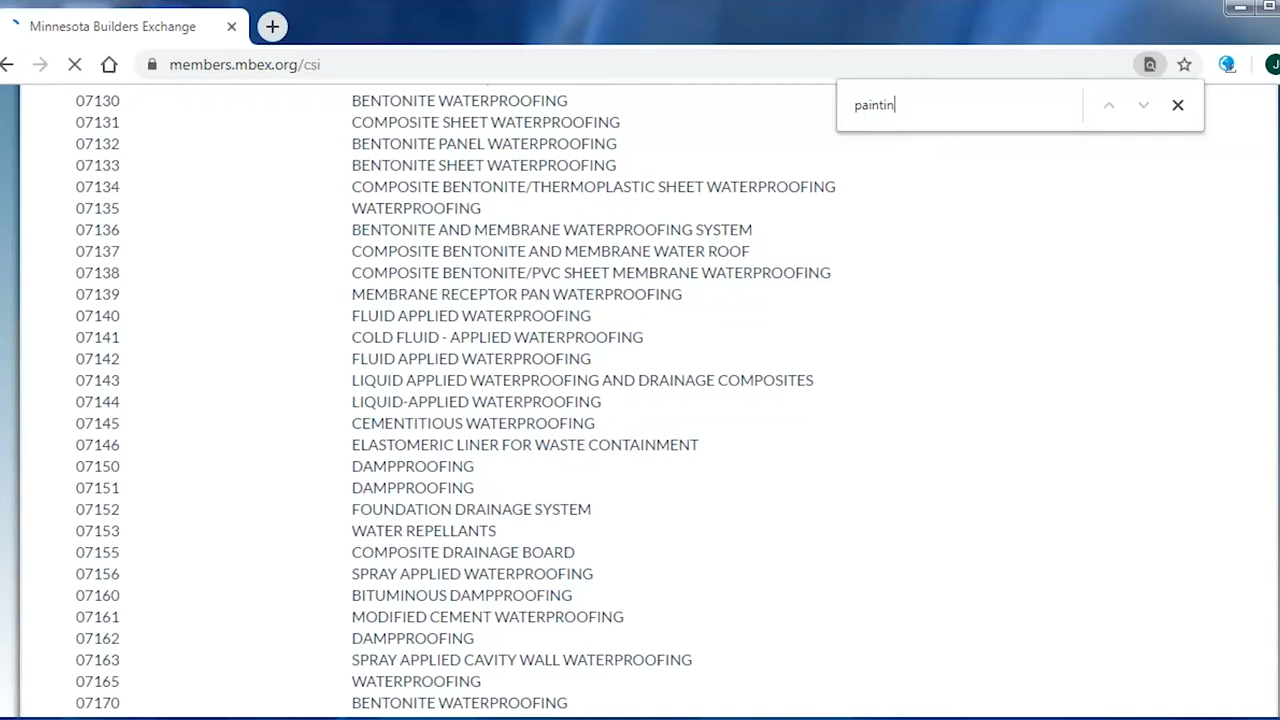 Minnesota Builders Exchange
members.mbex.org/csi
J
paintin
07130 BENTONITE WATERPROOFING
07131 COMPOSITE SHEET WATERPROOFING
07132 BENTONITE PANEL WATERPROOFING
07133 BENTONITE SHEET WATERPROOFING
07134 COMPOSITE BENTONITE/THERMOPLASTIC SHEET WATERPROOFING
07135 WATERPROOFING
07136 BENTONITE AND MEMBRANE WATERPROOFING SYSTEM
07137 COMPOSITE BENTONITE AND MEMBRANE WATER ROOF
07138 COMPOSITE BENTONITE/PVC SHEET MEMBRANE WATERPROOFING
07139 MEMBRANE RECEPTOR PAN WATERPROOFING
07140 FLUID APPLIED WATERPROOFING
07141 COLD FLUID - APPLIED WATERPROOFING
07142 FLUID APPLIED WATERPROOFING
07143 LIQUID APPLIED WATERPROOFING AND DRAINAGE COMPOSITES
07144 LIQUID-APPLIED WATERPROOFING
07145 CEMENTITIOUS WATERPROOFING
07146 ELASTOMERIC LINER FOR WASTE CONTAINMENT
07150 DAMPPROOFING
07151 DAMPPROOFING
07152 FOUNDATION DRAINAGE SYSTEM
07153 WATER REPELLANTS
07155 COMPOSITE DRAINAGE BOARD
07156 SPRAY APPLIED WATERPROOFING
07160 BITUMINOUS DAMPPROOFING
07161 MODIFIED CEMENT WATERPROOFING
07162 DAMPPROOFING
07163 SPRAY APPLIED CAVITY WALL WATERPROOFING
07165 WATERPROOFING
07170 BENTONITE WATERPROOFING